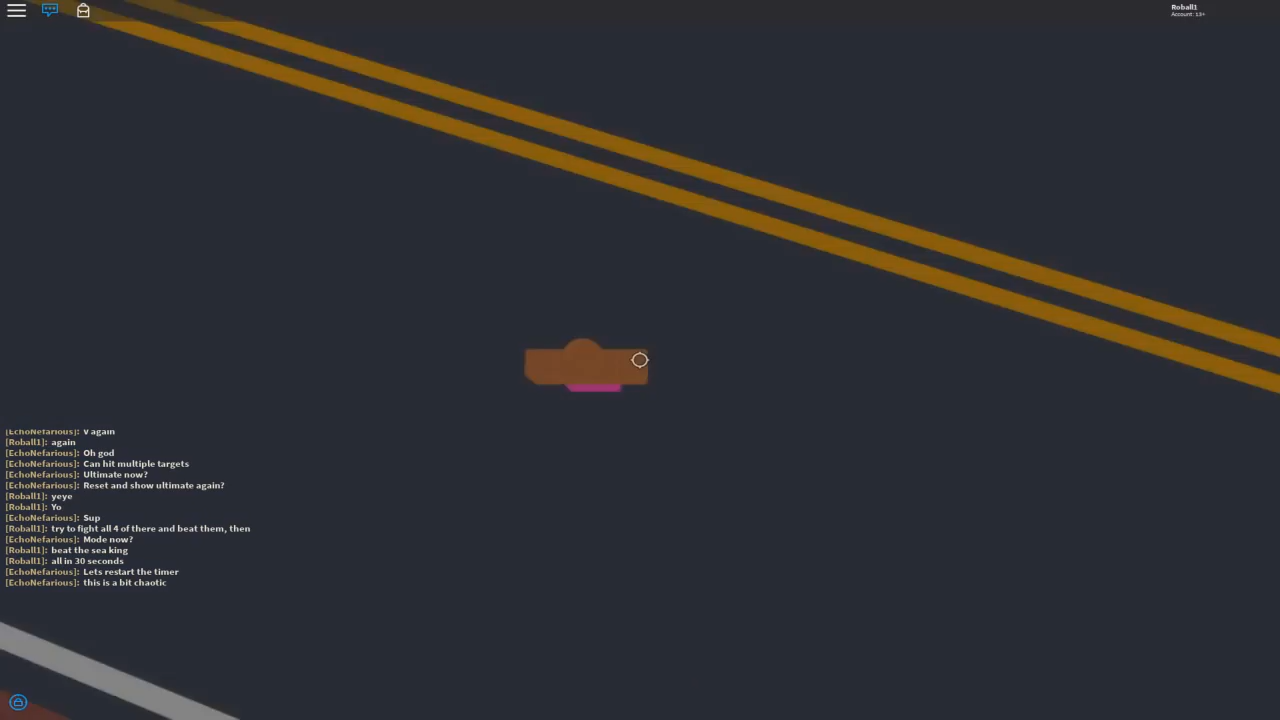 Roball1
Account: 13+
[EchoNefarious]: V again
[Roball1]: again
[EchoNefarious]: Oh god
[EchoNefarious]: Can hit multiple targets
[EchoNefarious]: Ultimate now?
[EchoNefarious]: Reset and show ultimate again?
[Roball1]: yeye
[Roball1]: Yo
[EchoNefarious]: Sup
[Roball1]: try to fight all 4 of there and beat them, then
[EchoNefarious]: Mode now?
[Roball1]: beat the sea king
[Roball1]: all in 30 seconds
[EchoNefarious]: Lets restart the timer
[EchoNefarious]: this is a bit chaotic